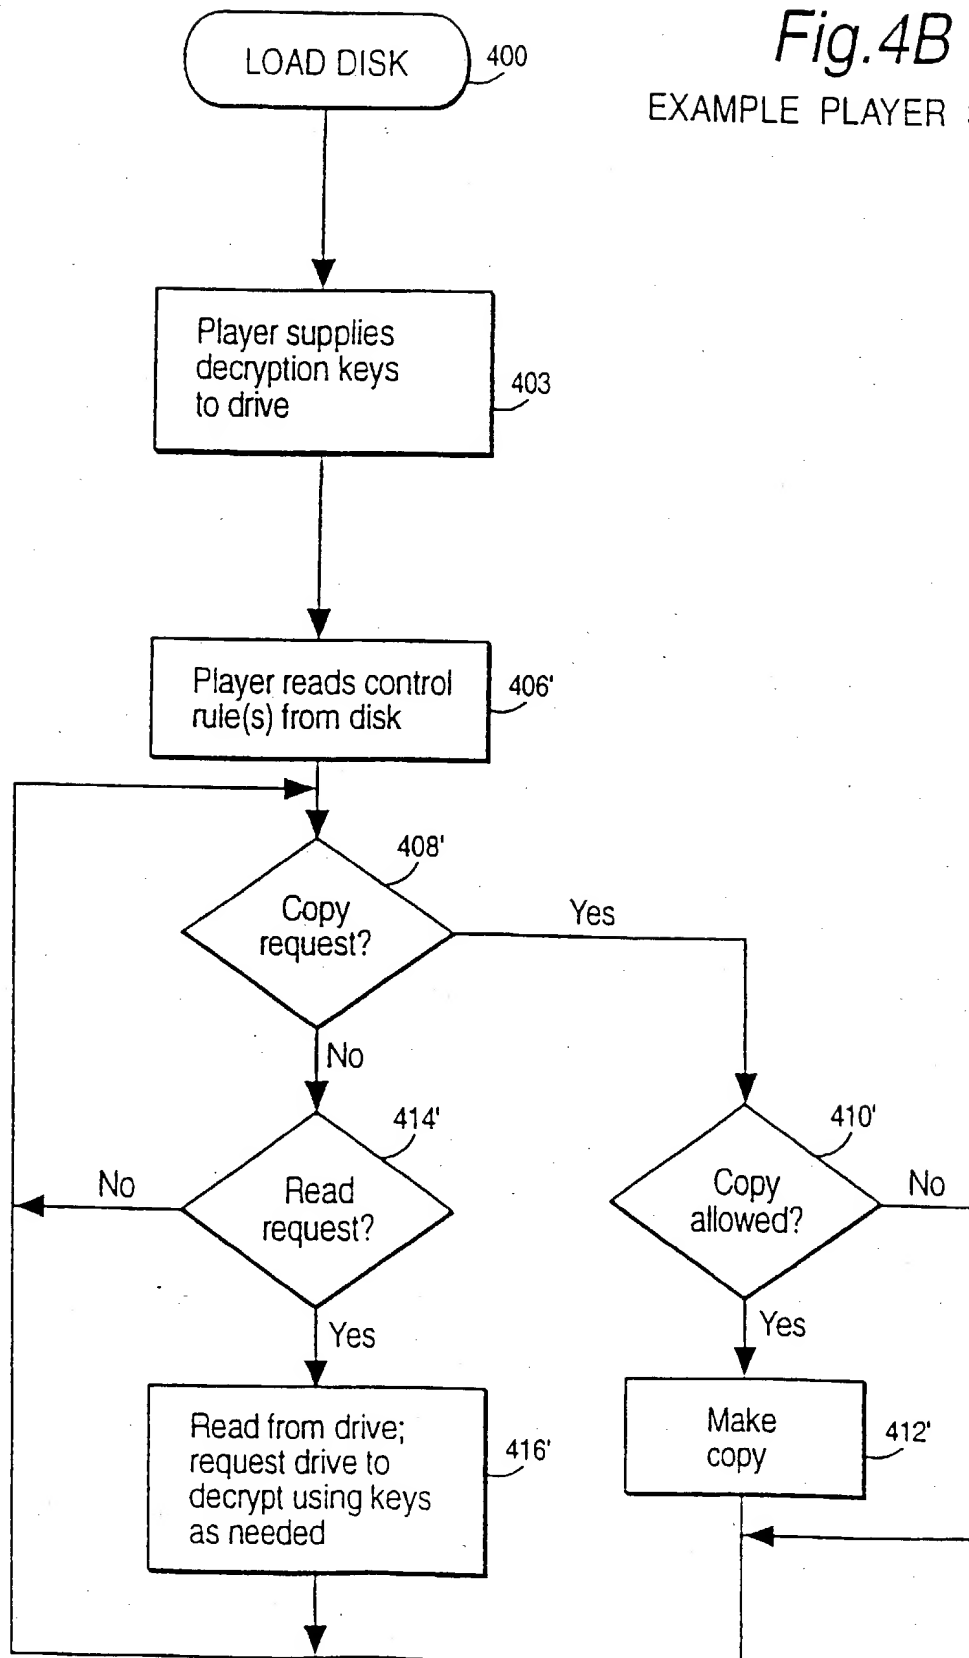 Fig.4B
EXAMPLE PLAYER
LOAD DISK
400
Player supplies
decryption keys
to drive
403
Player reads control
rule(s) from disk
406'
408'
Copy
request?
Yes
No
414'
Read
request?
No
Yes
410'
Copy
allowed?
No
Yes
Read from drive;
request drive to
decrypt using keys
as needed
416'
Make
copy
412'